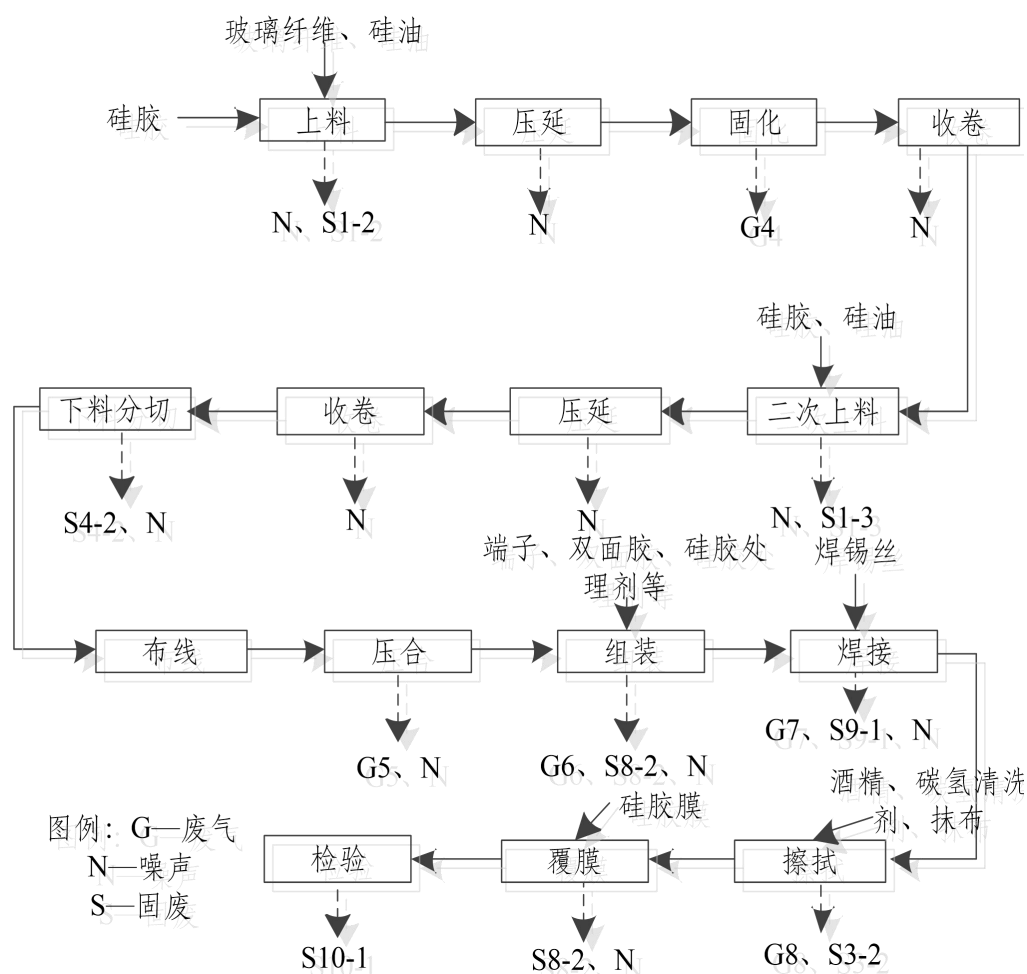 玻璃纤维、硅油
硅胶
上料
压延
固化
收卷
N、S1-2
N
G4
N
硅胶、硅油
下料分切
收卷
压延
二次上料
S4-2、N
N
N
N、S1-3
端子、双面胶、硅胶处
理剂等
焊锡丝
布线
压合
组装
焊接
G5、N
G6、S8-2、N
G7、S9-1、N
酒精、碳氢清洗
剂、抹布
硅胶膜
图例：G—废气
N—噪声
S—固废
检验
覆膜
擦拭
S10-1
S8-2、N
G8、S3-2